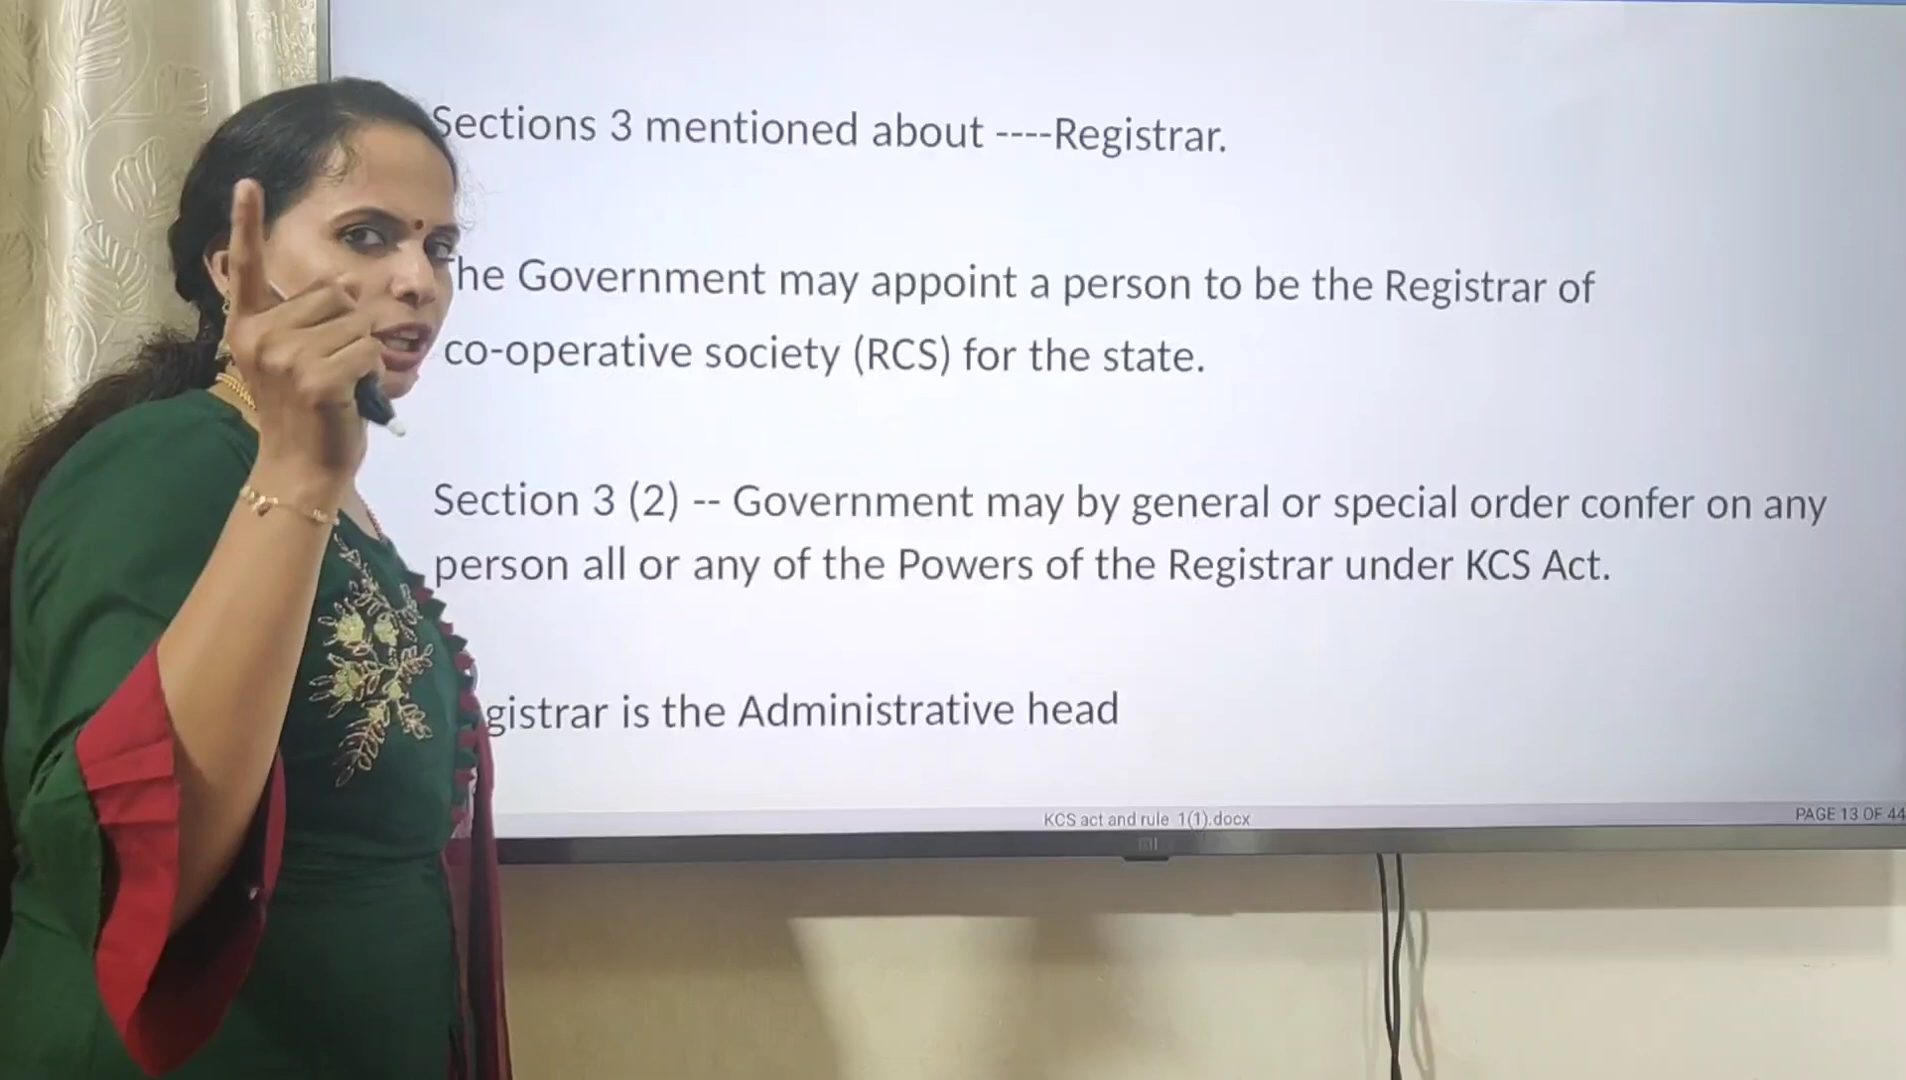 Sections 3 mentioned about ----Registrar.
he Government may appoint a person to be the Registrar of
co-operative society (RCS) for the state.
Section 3 (2) -- Government may by general or special order confer on any
person all or any of the Powers of the Registrar under KCS Act.
gistrar is the Administrative head
KCS act and rule 1(1).docx
PAGE 13 OF 44
MI